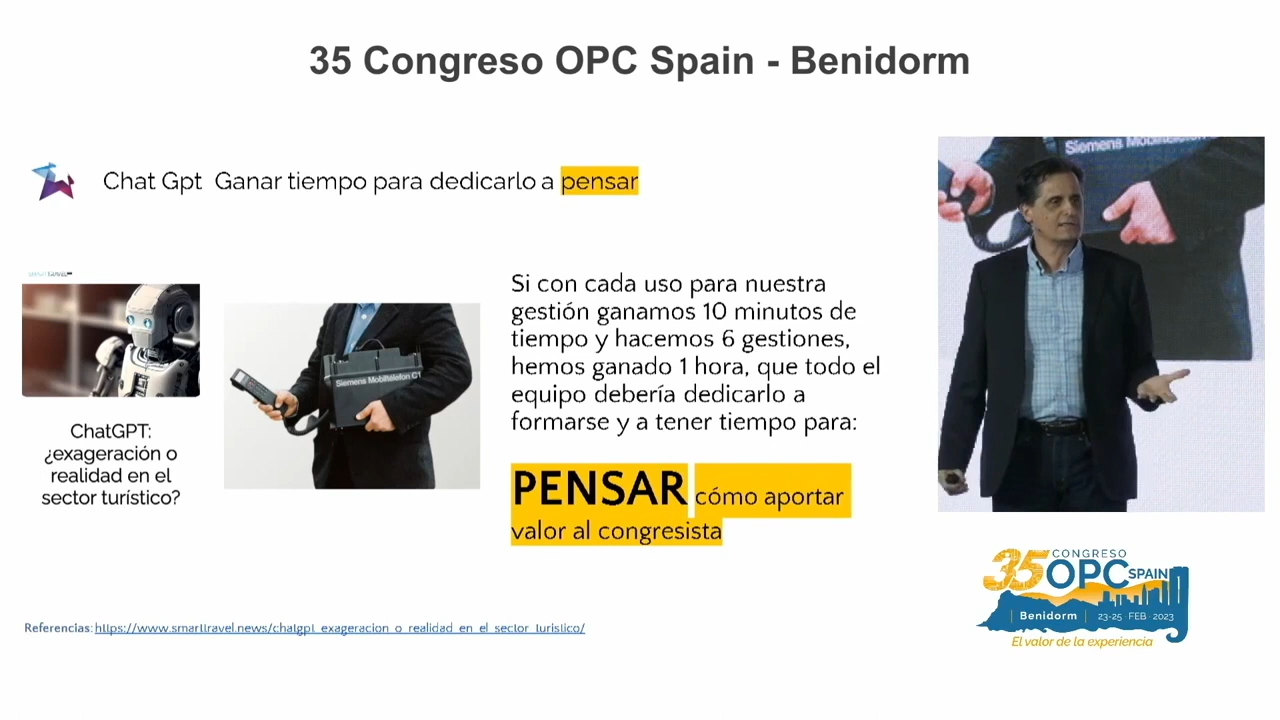 35 Congreso OPC Spain - Benidorm
Chat Gpt Ganar tiempo para dedicarlo a pensar
Siemens Mobiltelefon
Siemens Mobiltelefon C1
ChatGPT:
¿exageración o
realidad en el
sector turístico?
Si con cada uso para nuestra
gestión ganamos 10 minutos de
tiempo y hacemos 6 gestiones,
hemos ganado 1 hora, que todo el
equipo debería dedicarlo a
formarse y a tener tiempo para:
PENSAR cómo aportar
valor al congresista
35 CONGRESO
OPC SPAIN
Benidorm | 23-25 · FEB · 2023
El valor de la experiencia
Referencias: https://www.smarttravel.news/chatgpt_exageracion_o_realidad_en_el_sector_turistico/